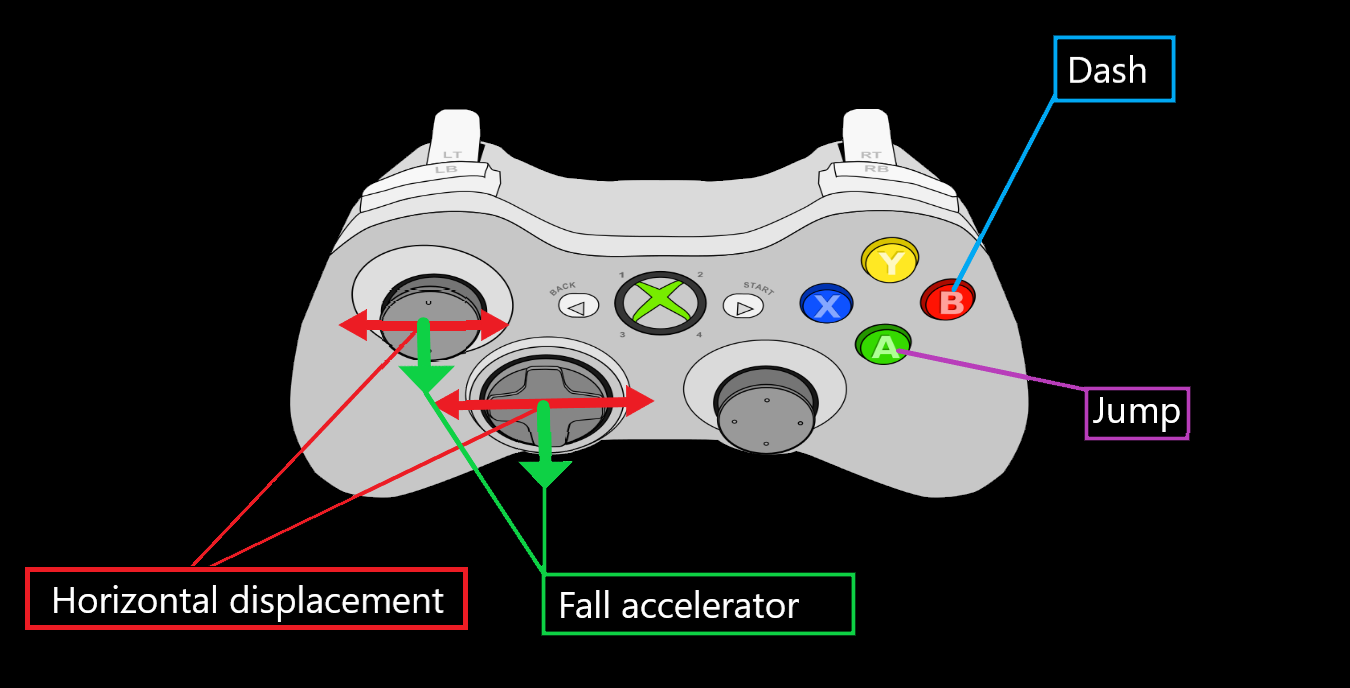 Dash
LT
RT
LB
RB
Y
1
2
BACK
START
X
B
3
4
A
Jump
Horizontal displacement
Fall accelerator